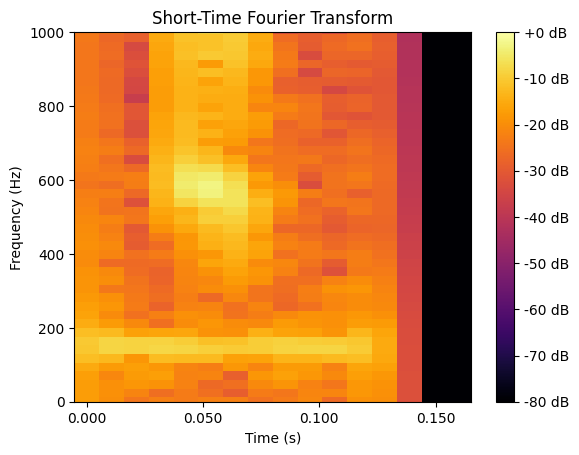 Short-Time Fourier Transform
1000
800
600
400
200
0
Frequency (Hz)
0.000
0.050
0.100
0.150
Time (s)
+0 dB
-10 dB
-20 dB
-30 dB
-40 dB
-50 dB
-60 dB
-70 dB
-80 dB